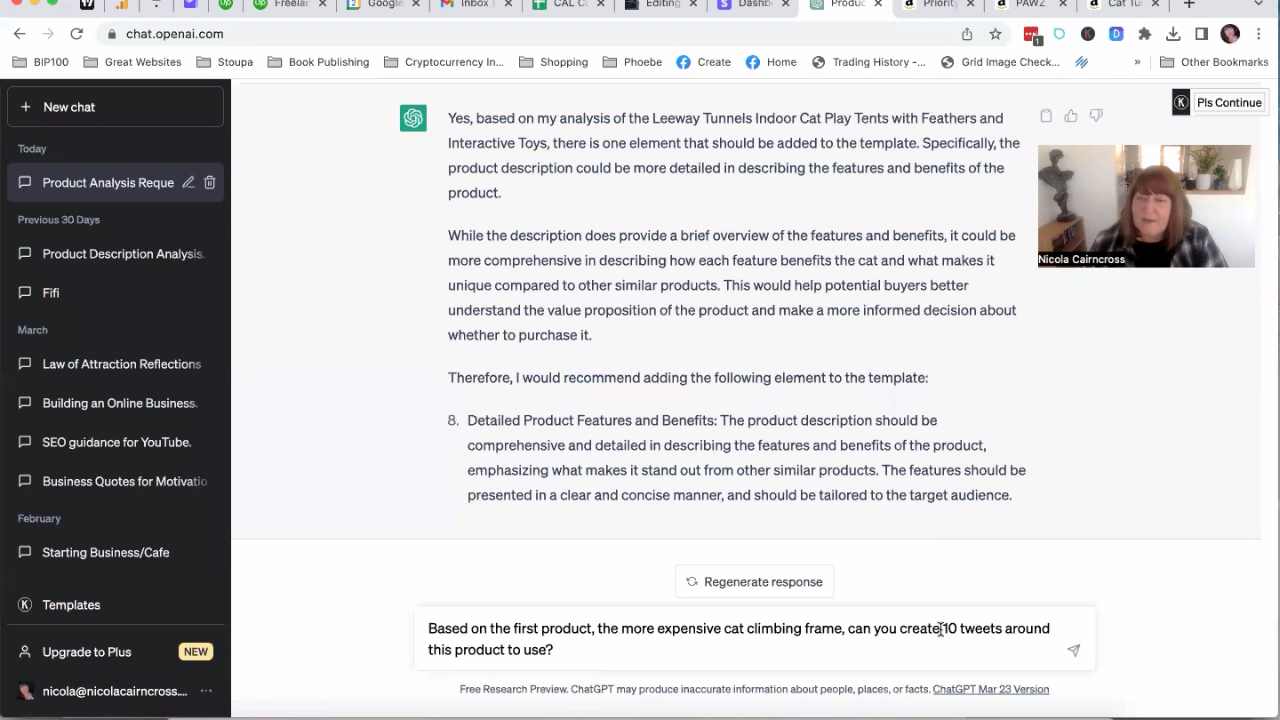 Freelar
Google
Inbox
CAL C
Editing
Dashb
Produc
Priority
PAWZ
Cat Tu
chat.openai.com
1
BIP100
Great Websites
Stoupa
Book Publishing
Cryptocurrency In...
Shopping
Phoebe
Create
Home
Trading History -...
Grid Image Check...
»
Other Bookmarks
+ New chat
K Pls Continue
Today
Product Analysis Reque
Previous 30 Days
Product Description Analysis.
Fifi
March
Law of Attraction Reflections
Building an Online Business.
SEO guidance for YouTube.
Business Quotes for Motivatio
February
Starting Business/Cafe
K Templates
Upgrade to Plus NEW
nicola@nicolacairncross.... ...
Yes, based on my analysis of the Leeway Tunnels Indoor Cat Play Tents with Feathers and
Interactive Toys, there is one element that should be added to the template. Specifically, the
product description could be more detailed in describing the features and benefits of the
product.
While the description does provide a brief overview of the features and benefits, it could be
more comprehensive in describing how each feature benefits the cat and what makes it
unique compared to other similar products. This would help potential buyers better
understand the value proposition of the product and make a more informed decision about
whether to purchase it.
Therefore, I would recommend adding the following element to the template:
8. Detailed Product Features and Benefits: The product description should be
comprehensive and detailed in describing the features and benefits of the product,
emphasizing what makes it stand out from other similar products. The features should be
presented in a clear and concise manner, and should be tailored to the target audience.
Nicola Cairncross
Regenerate response
Based on the first product, the more expensive cat climbing frame, can you create 10 tweets around
this product to use?
Free Research Preview. ChatGPT may produce inaccurate information about people, places, or facts. ChatGPT Mar 23 Version